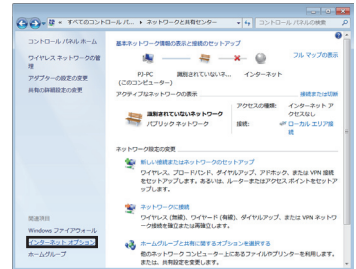 « すべてのコントロール パ... ▸ ネットワークと共有センター
コントロール パネルの検索
コントロール パネル ホーム
ワイヤレス ネットワークの管理
アダプターの設定の変更
共有の詳細設定の変更
基本ネットワーク情報の表示と接続のセットアップ
フル マップの表示
PJ-PC
(このコンピューター)
識別されていないネ...
インターネット
アクティブなネットワークの表示
接続または切断
識別されていないネットワーク
パブリック ネットワーク
アクセスの種類: インターネット アクセスなし
接続: ローカル エリア接続
ネットワーク設定の変更
新しい接続またはネットワークのセットアップ
ワイヤレス、ブロードバンド、ダイヤルアップ、アドホック、または VPN 接続
をセットアップします。あるいは、ルーターまたはアクセス ポイントをセットア
ップします。
ネットワークに接続
ワイヤレス (無線)、ワイヤード (有線)、ダイヤルアップ、または VPN ネットワ
ーク接続を確立または再確立します。
ホームグループと共有に関するオプションを選択する
他のネットワーク コンピューター上にあるファイルやプリンターを利用します。
または、共有設定を変更します。
関連項目
Windows ファイアウォール
インターネット オプション
ホームグループ